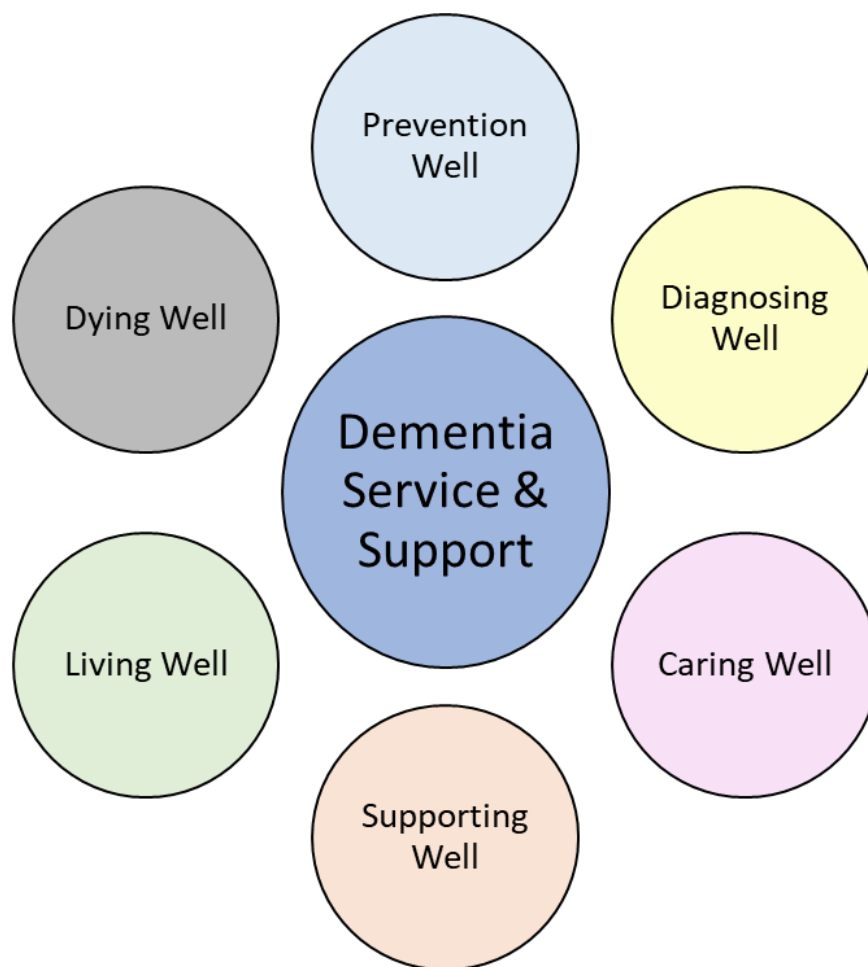 Prevention
Well
Diagnosing
Well
Caring Well
Supporting
Well
Living Well
Dying Well
Dementia
Service &
Support